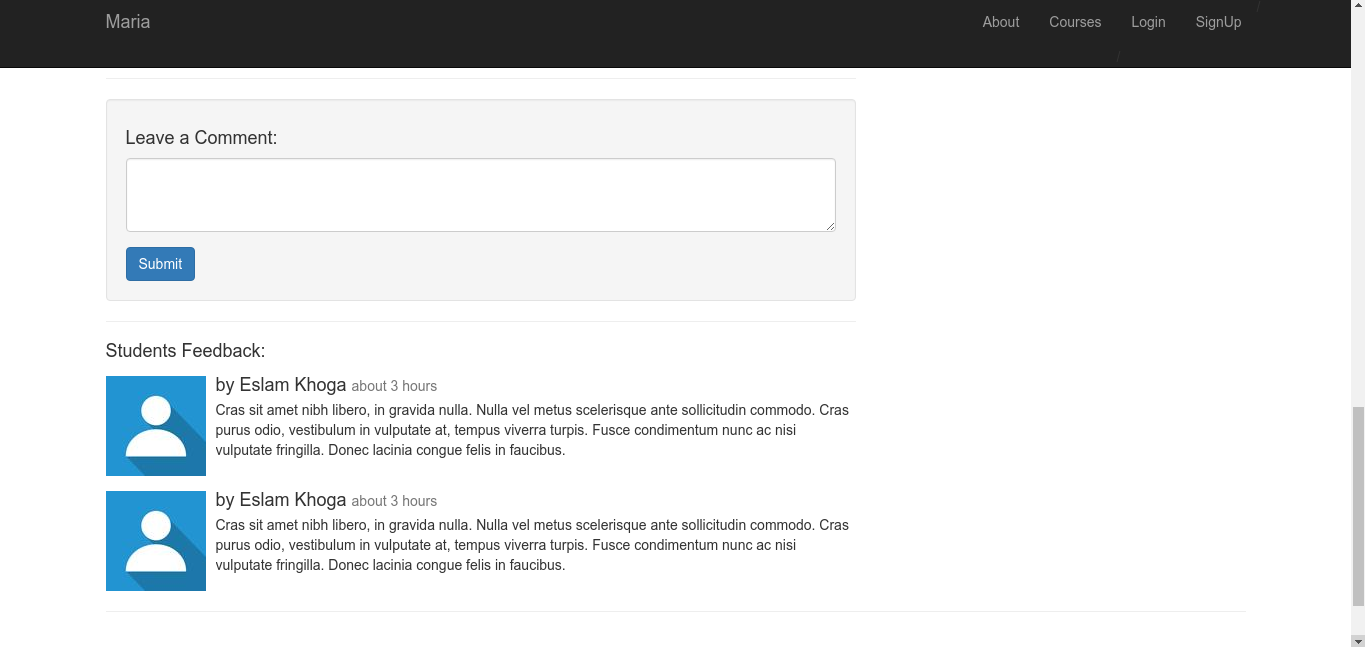 Maria About Courses Login SignUp
Leave a Comment:
Submit
Students Feedback:
by Eslam Khoga about 3 hours
Cras sit amet nibh libero, in gravida nulla. Nulla vel metus scelerisque ante sollicitudin commodo. Cras
purus odio, vestibulum in vulputate at, tempus viverra turpis. Fusce condimentum nunc ac nisi
vulputate fringilla. Donec lacinia congue felis in faucibus.
by Eslam Khoga about 3 hours
Cras sit amet nibh libero, in gravida nulla. Nulla vel metus scelerisque ante sollicitudin commodo. Cras
purus odio, vestibulum in vulputate at, tempus viverra turpis. Fusce condimentum nunc ac nisi
vulputate fringilla. Donec lacinia congue felis in faucibus.